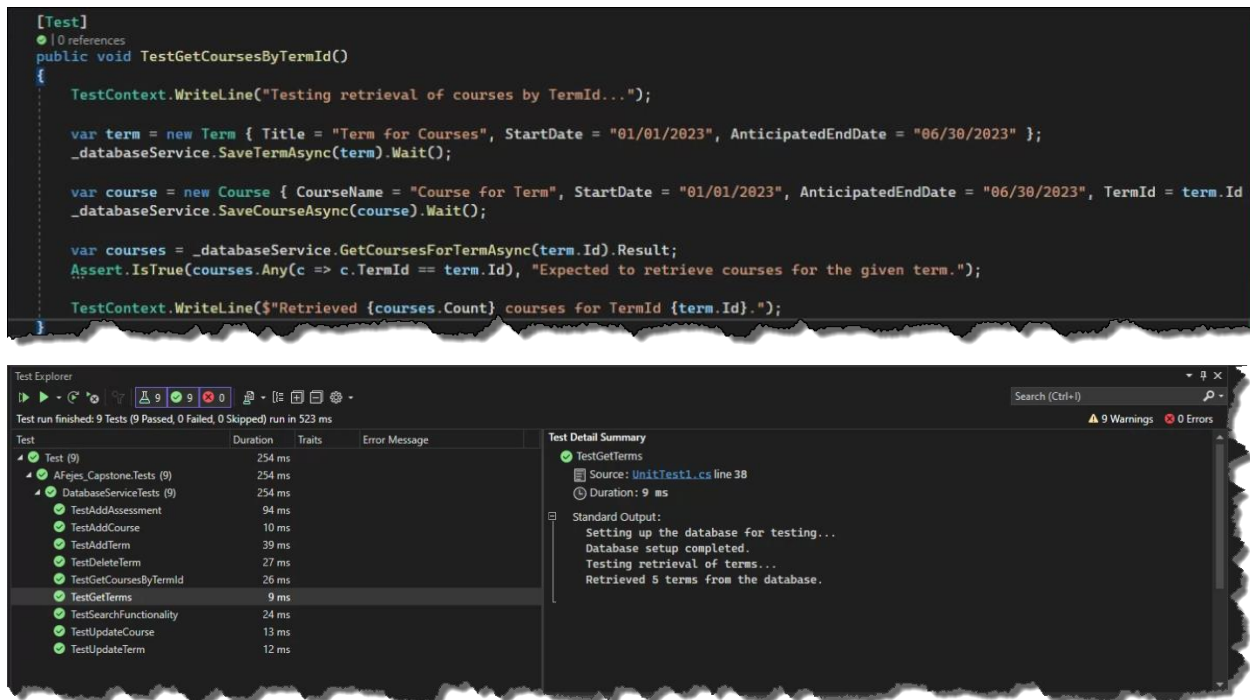 [Test]
0 references
public void TestGetCoursesByTermId()
{
TestContext.WriteLine("Testing retrieval of courses by TermId...");
var term = new Term { Title = "Term for Courses", StartDate = "01/01/2023", AnticipatedEndDate = "06/30/2023" };
_databaseService.SaveTermAsync(term).Wait();
var course = new Course { CourseName = "Course for Term", StartDate = "01/01/2023", AnticipatedEndDate = "06/30/2023", TermId = term.Id
_databaseService.SaveCourseAsync(course).Wait();
var courses = _databaseService.GetCoursesForTermAsync(term.Id).Result;
Assert.IsTrue(courses.Any(c => c.TermId == term.Id), "Expected to retrieve courses for the given term.");
TestContext.WriteLine($"Retrieved {courses.Count} courses for TermId {term.Id}.");
}
Test Explorer
9 9 0 Search (Ctrl+I)
Test run finished: 9 Tests (9 Passed, 0 Failed, 0 Skipped) run in 523 ms 9 Warnings 0 Errors
Test Duration Traits Error Message
Test (9) 254 ms
AFejes_Capstone.Tests (9) 254 ms
DatabaseServiceTests (9) 254 ms
TestAddAssessment 94 ms
TestAddCourse 10 ms
TestAddTerm 39 ms
TestDeleteTerm 27 ms
TestGetCoursesByTermId 26 ms
TestGetTerms 9 ms
TestSearchFunctionality 24 ms
TestUpdateCourse 13 ms
TestUpdateTerm 12 ms
Test Detail Summary
TestGetTerms
Source: UnitTest1.cs line 38
Duration: 9 ms
Standard Output:
Setting up the database for testing...
Database setup completed.
Testing retrieval of terms...
Retrieved 5 terms from the database.